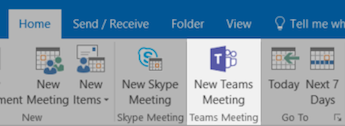 Home Send / Receive Folder View Tell me wh
New Meeting
New Items
New Skype Meeting
New Teams Meeting
Today
Next 7 Days
New Skype Meeting Teams Meeting Go To